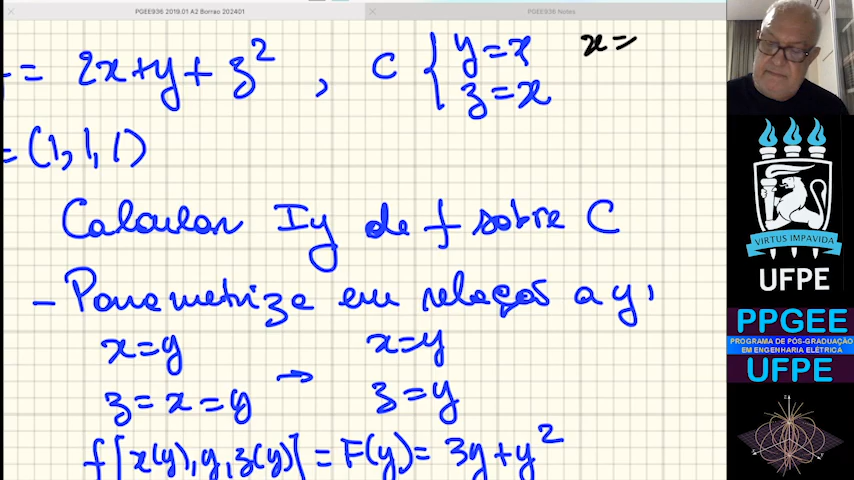 PGEE936 2019.01 A2 Borrao 202401
PGEE936 Notes
= 2x+y+z², C { y=x
z=x
x=
= (1,1,1)
Calcular Iy de f sobre C
- Parametrize em relação a y,
x=y x=y
z=x=y → z=y
f[x(y),y,z(y)] = F(y) = 3y+y²
VIRTUS IMPAVIDA
UFPE
PPGEE
PROGRAMA DE PÓS-GRADUAÇÃO
EM ENGENHARIA ELÉTRICA
UFPE